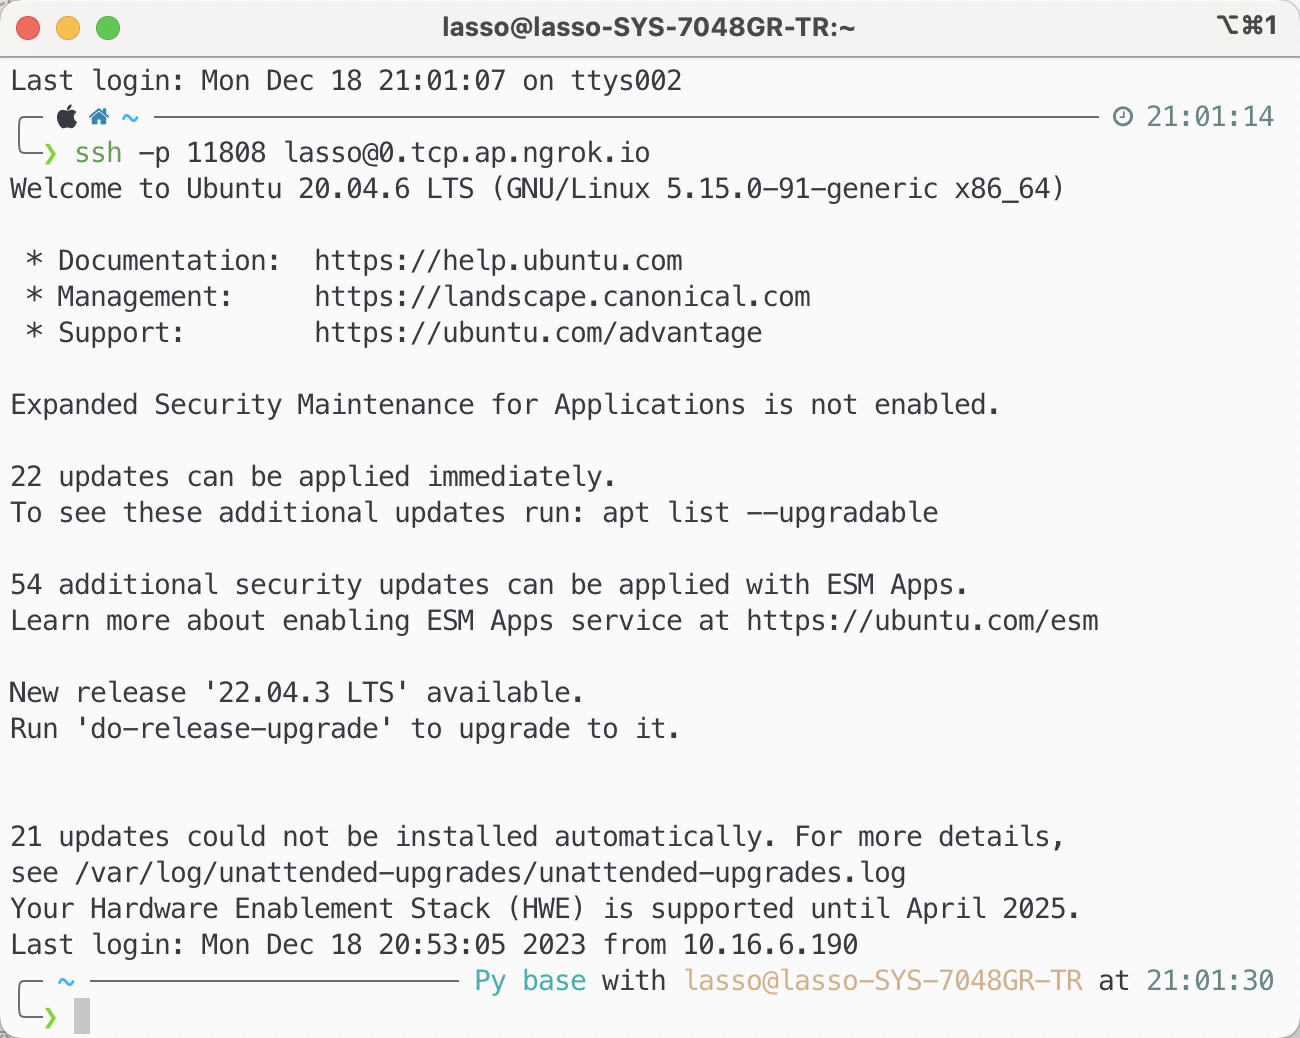 lasso@lasso-SYS-7048GR-TR:~ ⌥⌘1
Last login: Mon Dec 18 21:01:07 on ttys002
~ 21:01:14
❯ ssh -p 11808 lasso@0.tcp.ap.ngrok.io
Welcome to Ubuntu 20.04.6 LTS (GNU/Linux 5.15.0-91-generic x86_64)
* Documentation:  https://help.ubuntu.com
* Management:     https://landscape.canonical.com
* Support:        https://ubuntu.com/advantage
Expanded Security Maintenance for Applications is not enabled.
22 updates can be applied immediately.
To see these additional updates run: apt list --upgradable
54 additional security updates can be applied with ESM Apps.
Learn more about enabling ESM Apps service at https://ubuntu.com/esm
New release '22.04.3 LTS' available.
Run 'do-release-upgrade' to upgrade to it.
21 updates could not be installed automatically. For more details,
see /var/log/unattended-upgrades/unattended-upgrades.log
Your Hardware Enablement Stack (HWE) is supported until April 2025.
Last login: Mon Dec 18 20:53:05 2023 from 10.16.6.190
~ Py base with lasso@lasso-SYS-7048GR-TR at 21:01:30
❯